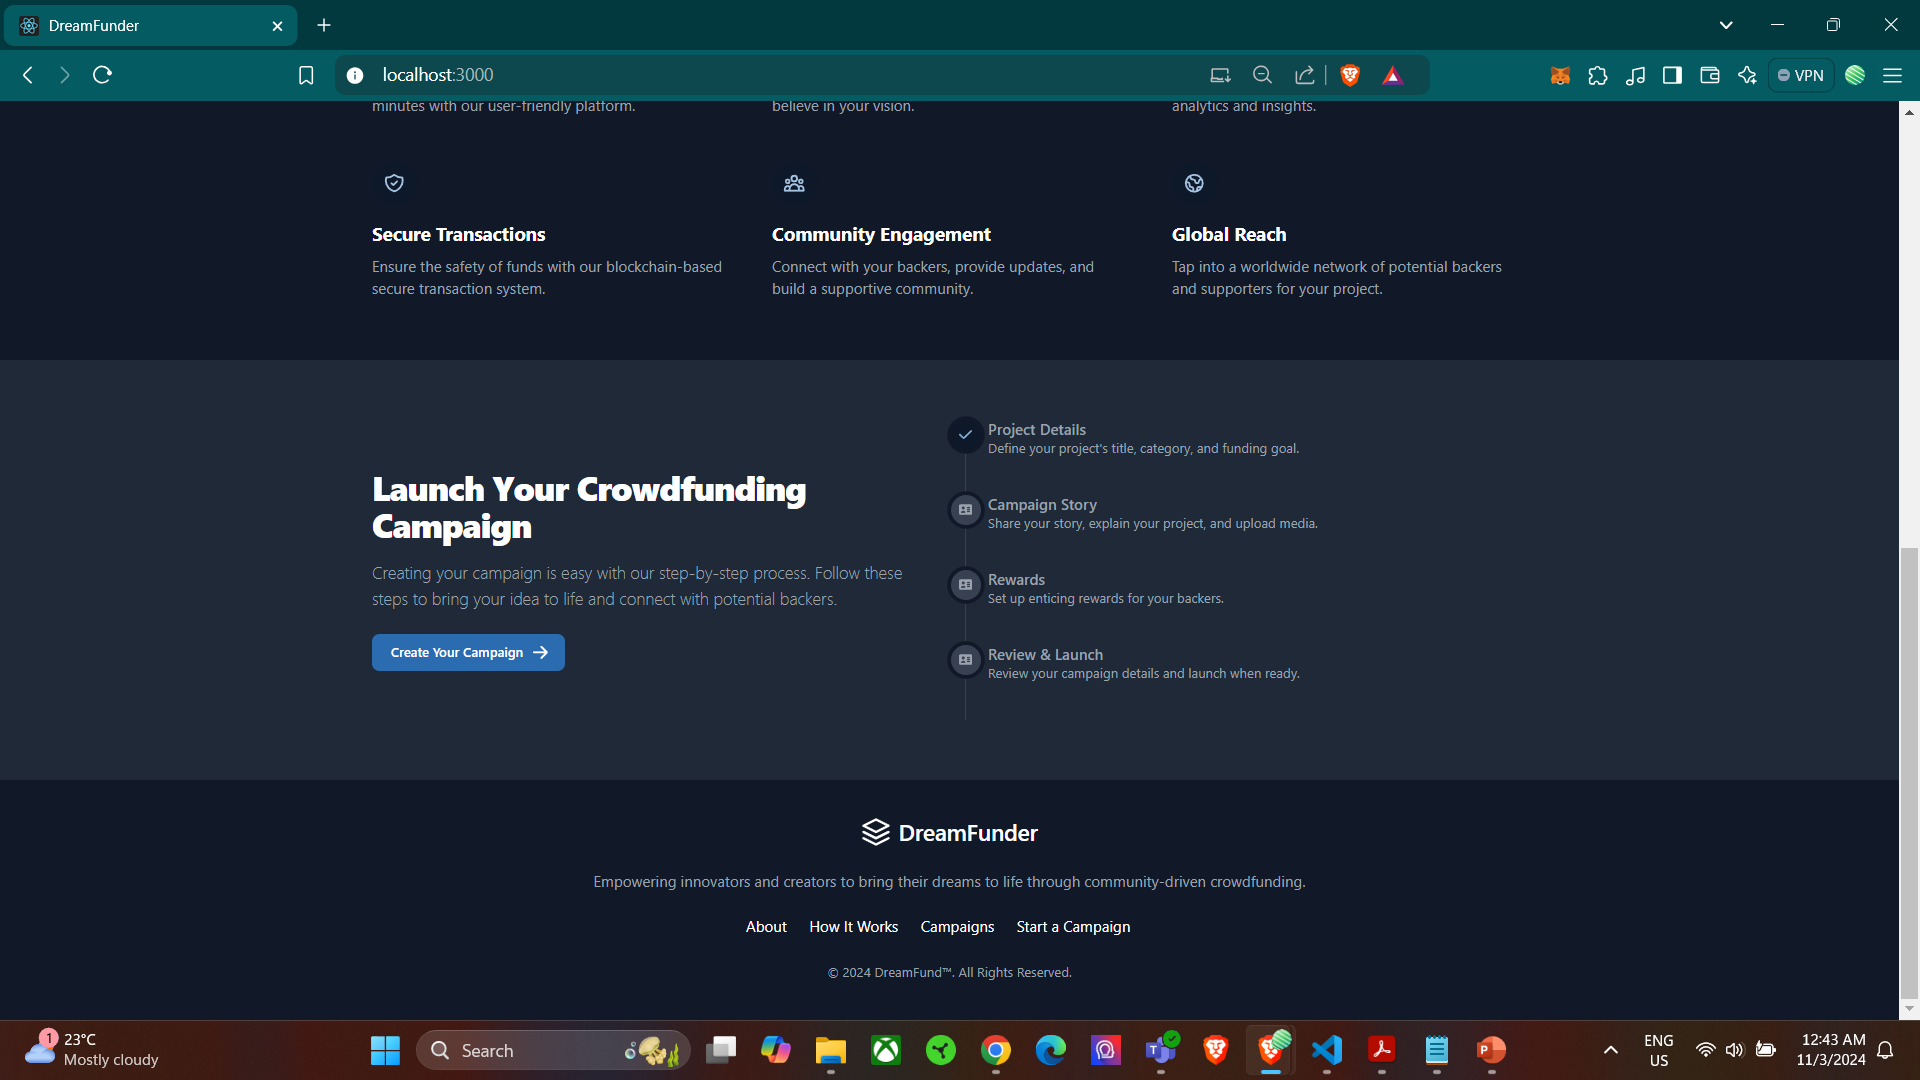 DreamFunder
localhost:3000
VPN
minutes with our user-friendly platform.
believe in your vision.
analytics and insights.
Secure Transactions
Ensure the safety of funds with our blockchain-based
secure transaction system.
Community Engagement
Connect with your backers, provide updates, and
build a supportive community.
Global Reach
Tap into a worldwide network of potential backers
and supporters for your project.
Launch Your Crowdfunding
Campaign
Creating your campaign is easy with our step-by-step process. Follow these
steps to bring your idea to life and connect with potential backers.
Create Your Campaign
Project Details
Define your project's title, category, and funding goal.
Campaign Story
Share your story, explain your project, and upload media.
Rewards
Set up enticing rewards for your backers.
Review & Launch
Review your campaign details and launch when ready.
DreamFunder
Empowering innovators and creators to bring their dreams to life through community-driven crowdfunding.
About How It Works Campaigns Start a Campaign
© 2024 DreamFund™. All Rights Reserved.
1
23°C
Mostly cloudy
Search
ENG
US
12:43 AM
11/3/2024